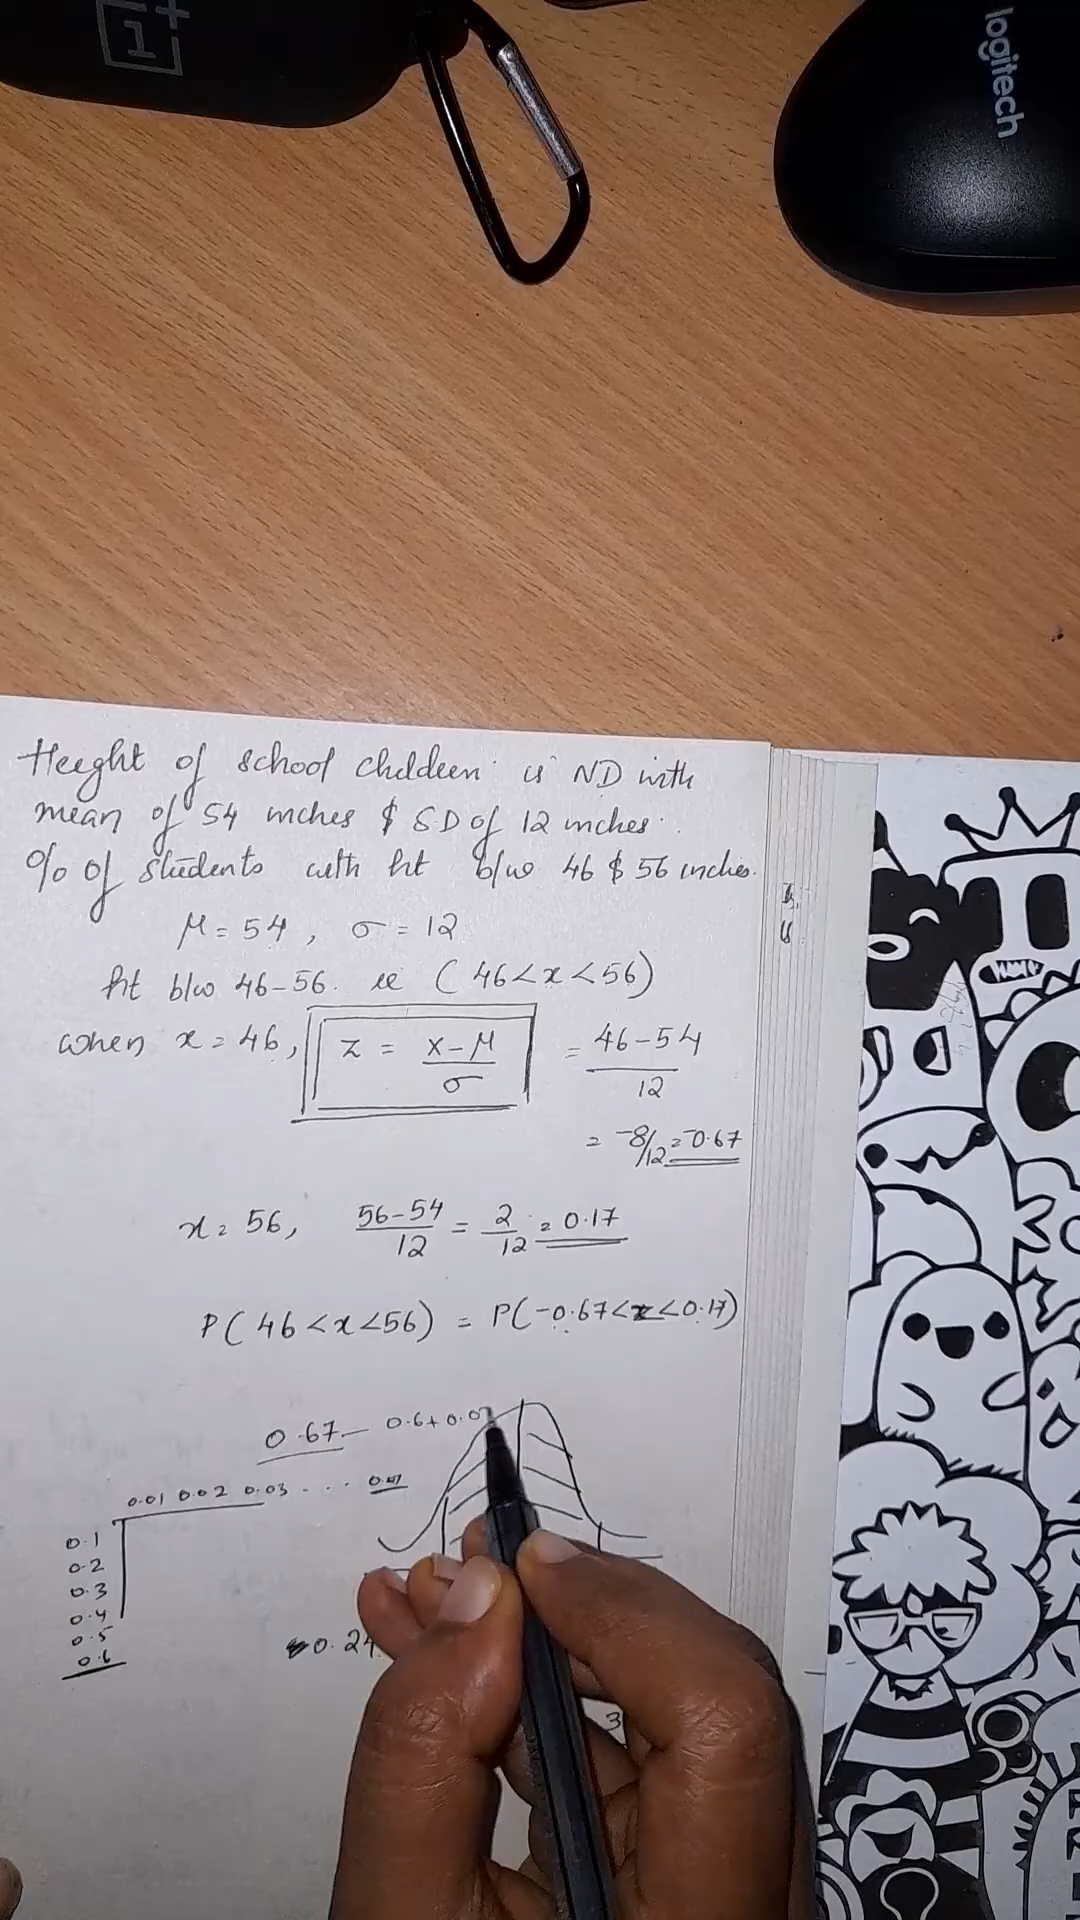 1+
logitech
Height of school children is ND with
mean of 54 inches & SD of 12 inches.
% of students with ht b/w 46 & 56 inches.
μ = 54 , σ = 12
ht b/w 46-56. ie (46 < x < 56)
when x = 46, z = x-μ/σ = 46-54/12
= -8/12 = -0.67
x = 56, 56-54/12 = 2/12 = 0.17
P(46 < x < 56) = P(-0.67 < z < 0.17)
0.67 - 0.6 + 0.0
0.01 0.02 0.03 . . . 0.07
0.1
0.2
0.3
0.4
0.5
0.6
0.24
3